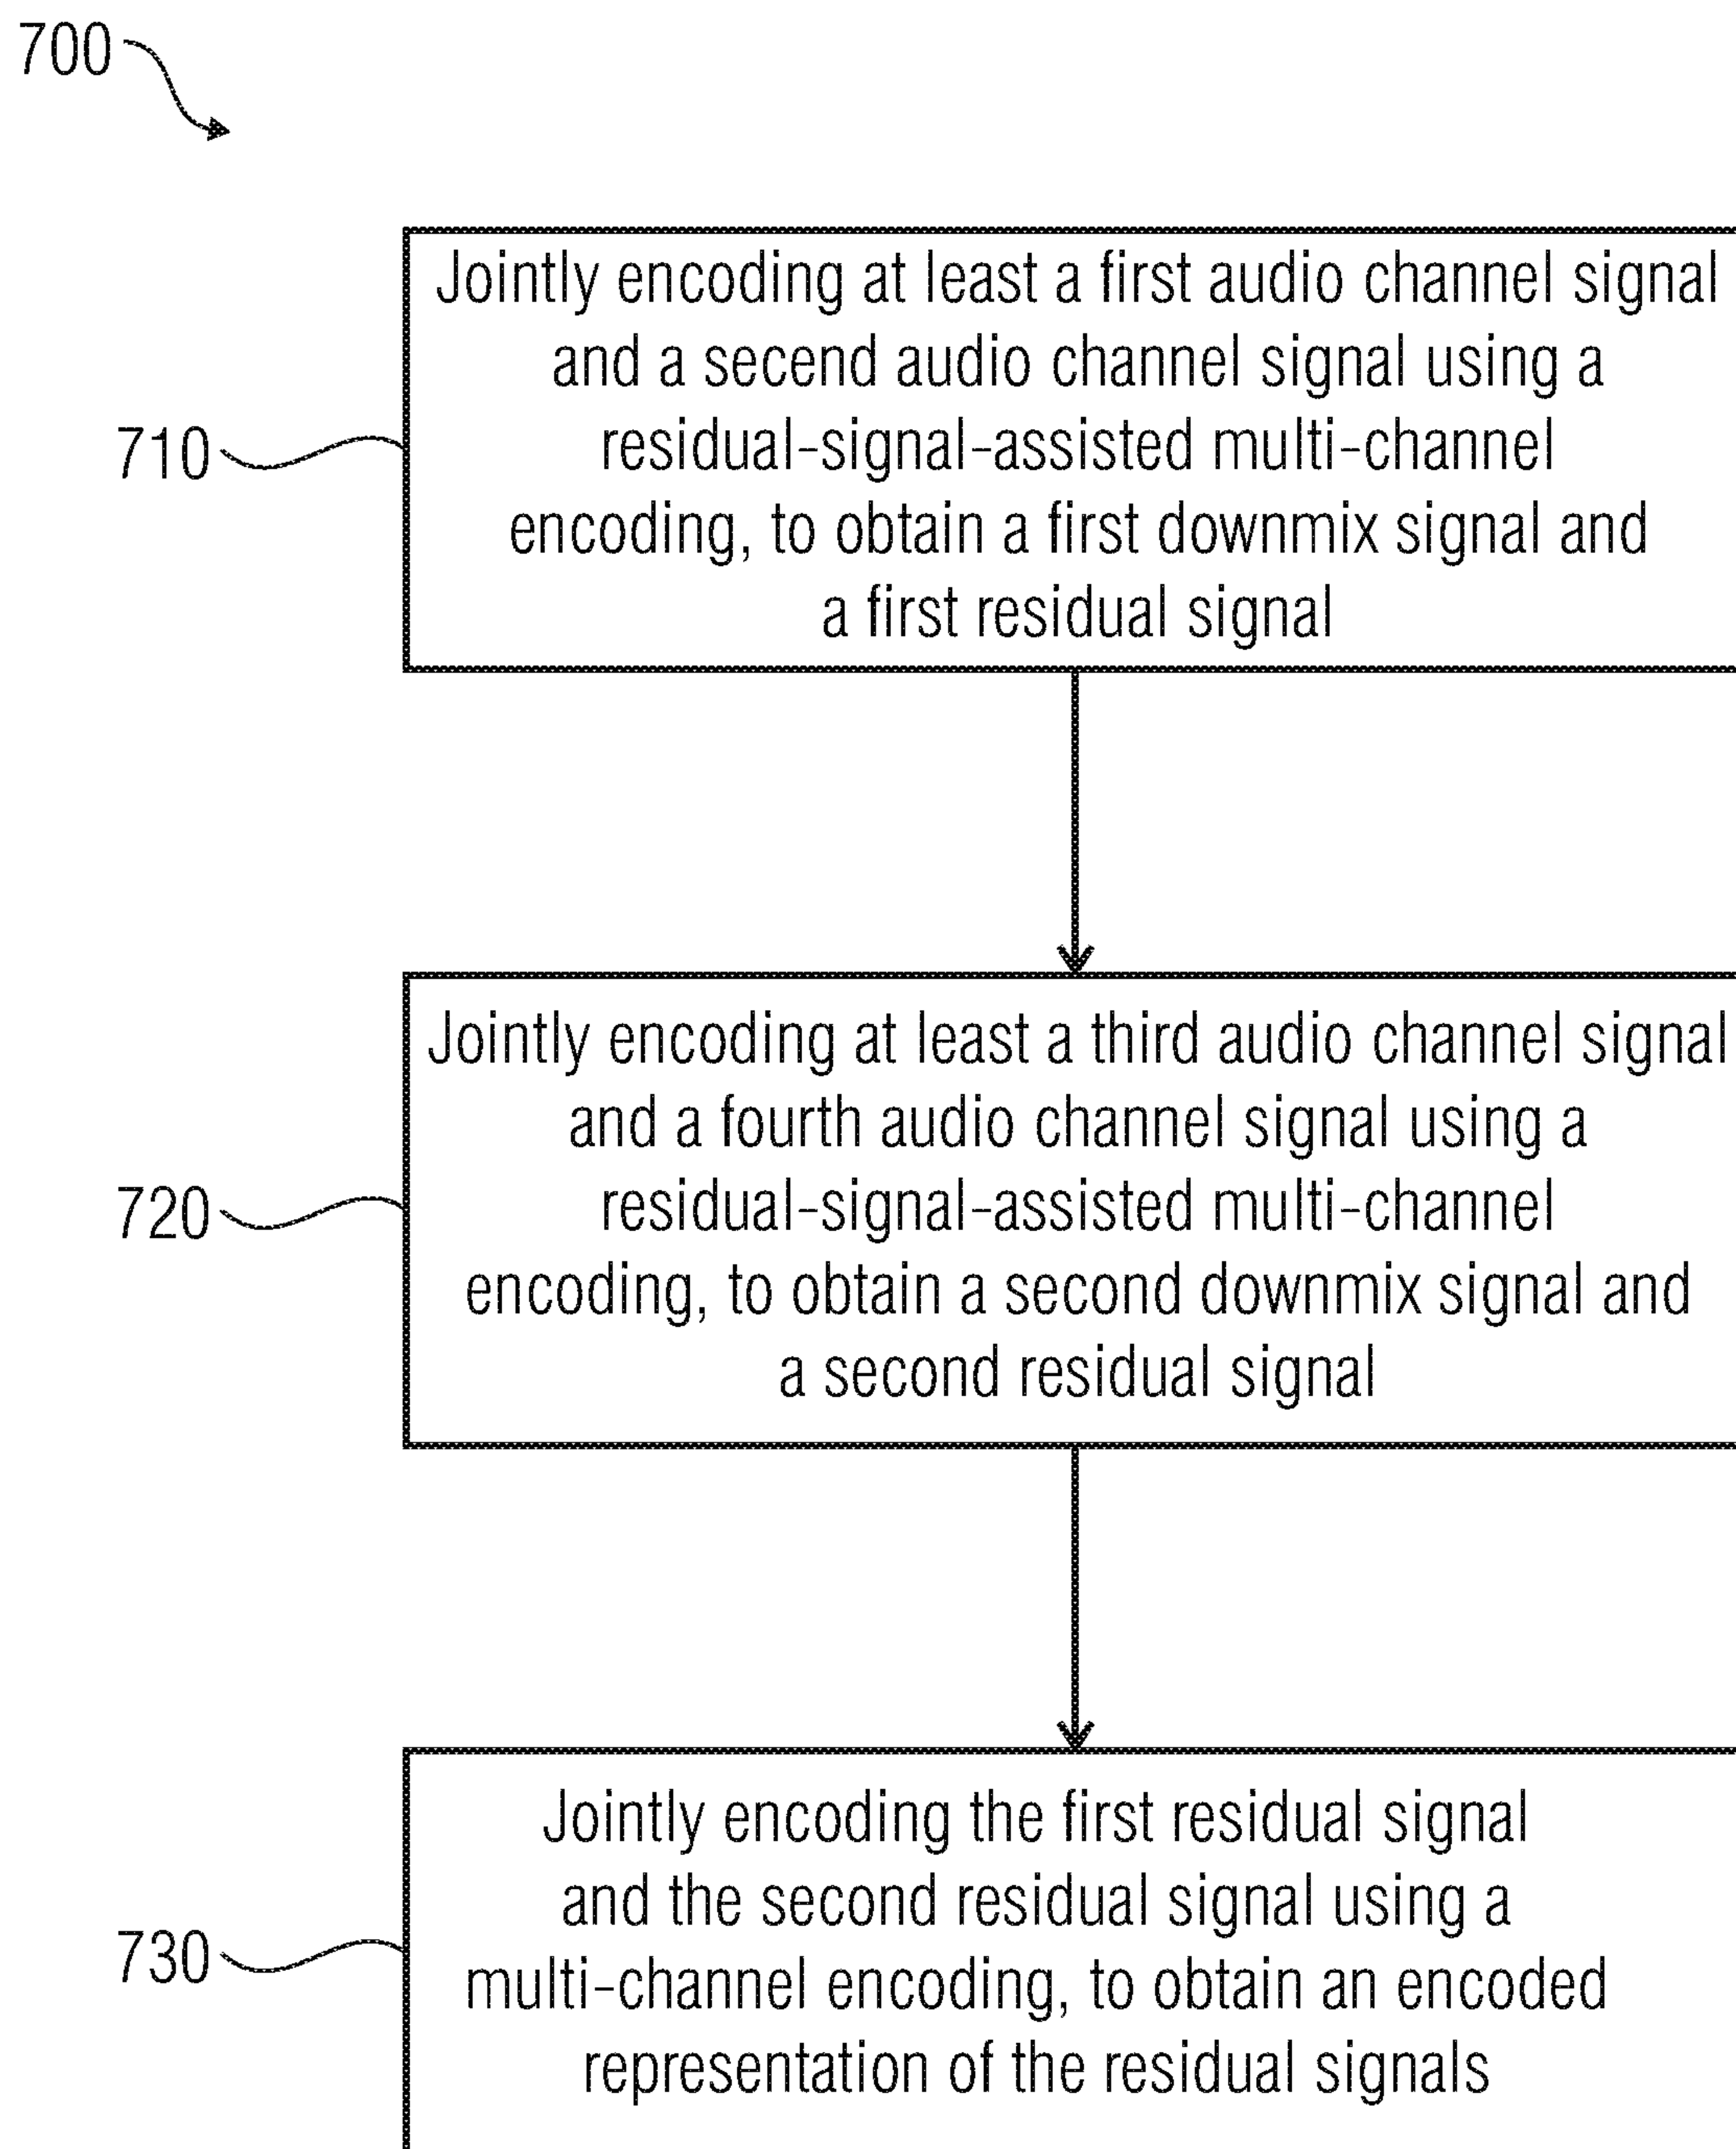 700
Jointly encoding at least a first audio channel signal
and a secend audio channel signal using a
residual-signal-assisted multi-channel
710
encoding, to obtain a first downmix signal and
a first residual signal
Jointly encoding at least a third audio channel signal
and a fourth audio channel signal using a
residual-signal-assisted multi-channel
720
encoding, to obtain a second downmix signal and
a second residual signal
Jointly encoding the first residual signal
and the second residual signal using a
730
multi-channel encoding, to obtain an encoded
representation of the residual signals